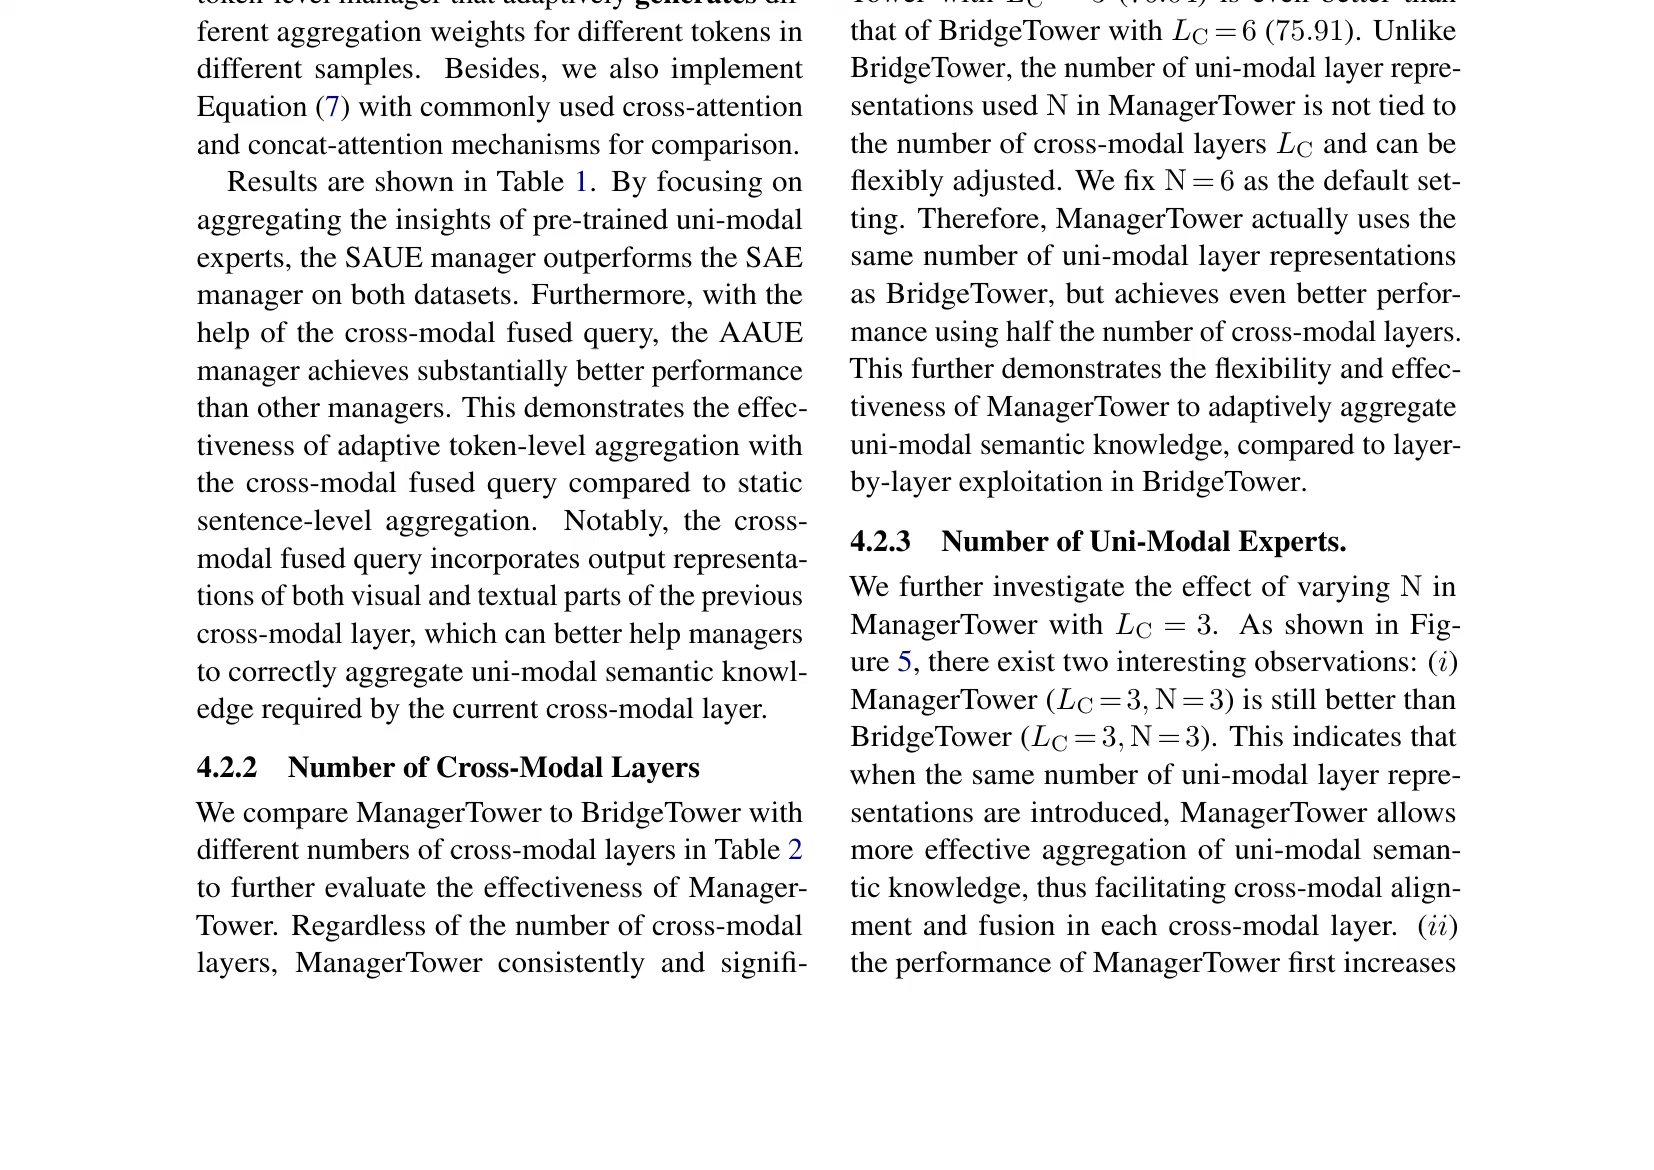 generates
ferent aggregation weights for different tokens in
different samples. Besides, we also implement
Equation (7) with commonly used cross-attention
and concat-attention mechanisms for comparison.
Results are shown in Table 1. By focusing on
aggregating the insights of pre-trained uni-modal
experts, the SAUE manager outperforms the SAE
manager on both datasets. Furthermore, with the
help of the cross-modal fused query, the AAUE
manager achieves substantially better performance
than other managers. This demonstrates the effec-
tiveness of adaptive token-level aggregation with
the cross-modal fused query compared to static
sentence-level aggregation. Notably, the cross-
modal fused query incorporates output representa-
tions of both visual and textual parts of the previous
cross-modal layer, which can better help managers
to correctly aggregate uni-modal semantic knowl-
edge required by the current cross-modal layer.
4.2.2 Number of Cross-Modal Layers
We compare ManagerTower to BridgeTower with
different numbers of cross-modal layers in Table 2
to further evaluate the effectiveness of Manager-
Tower. Regardless of the number of cross-modal
layers, ManagerTower consistently and signifi-
that of BridgeTower with L_C = 6 (75.91). Unlike
BridgeTower, the number of uni-modal layer repre-
sentations used N in ManagerTower is not tied to
the number of cross-modal layers L_C and can be
flexibly adjusted. We fix N = 6 as the default set-
ting. Therefore, ManagerTower actually uses the
same number of uni-modal layer representations
as BridgeTower, but achieves even better perfor-
mance using half the number of cross-modal layers.
This further demonstrates the flexibility and effec-
tiveness of ManagerTower to adaptively aggregate
uni-modal semantic knowledge, compared to layer-
by-layer exploitation in BridgeTower.
4.2.3 Number of Uni-Modal Experts.
We further investigate the effect of varying N in
ManagerTower with L_C = 3. As shown in Fig-
ure 5, there exist two interesting observations: (i)
ManagerTower (L_C = 3, N = 3) is still better than
BridgeTower (L_C = 3, N = 3). This indicates that
when the same number of uni-modal layer repre-
sentations are introduced, ManagerTower allows
more effective aggregation of uni-modal seman-
tic knowledge, thus facilitating cross-modal align-
ment and fusion in each cross-modal layer. (ii)
the performance of ManagerTower first increases